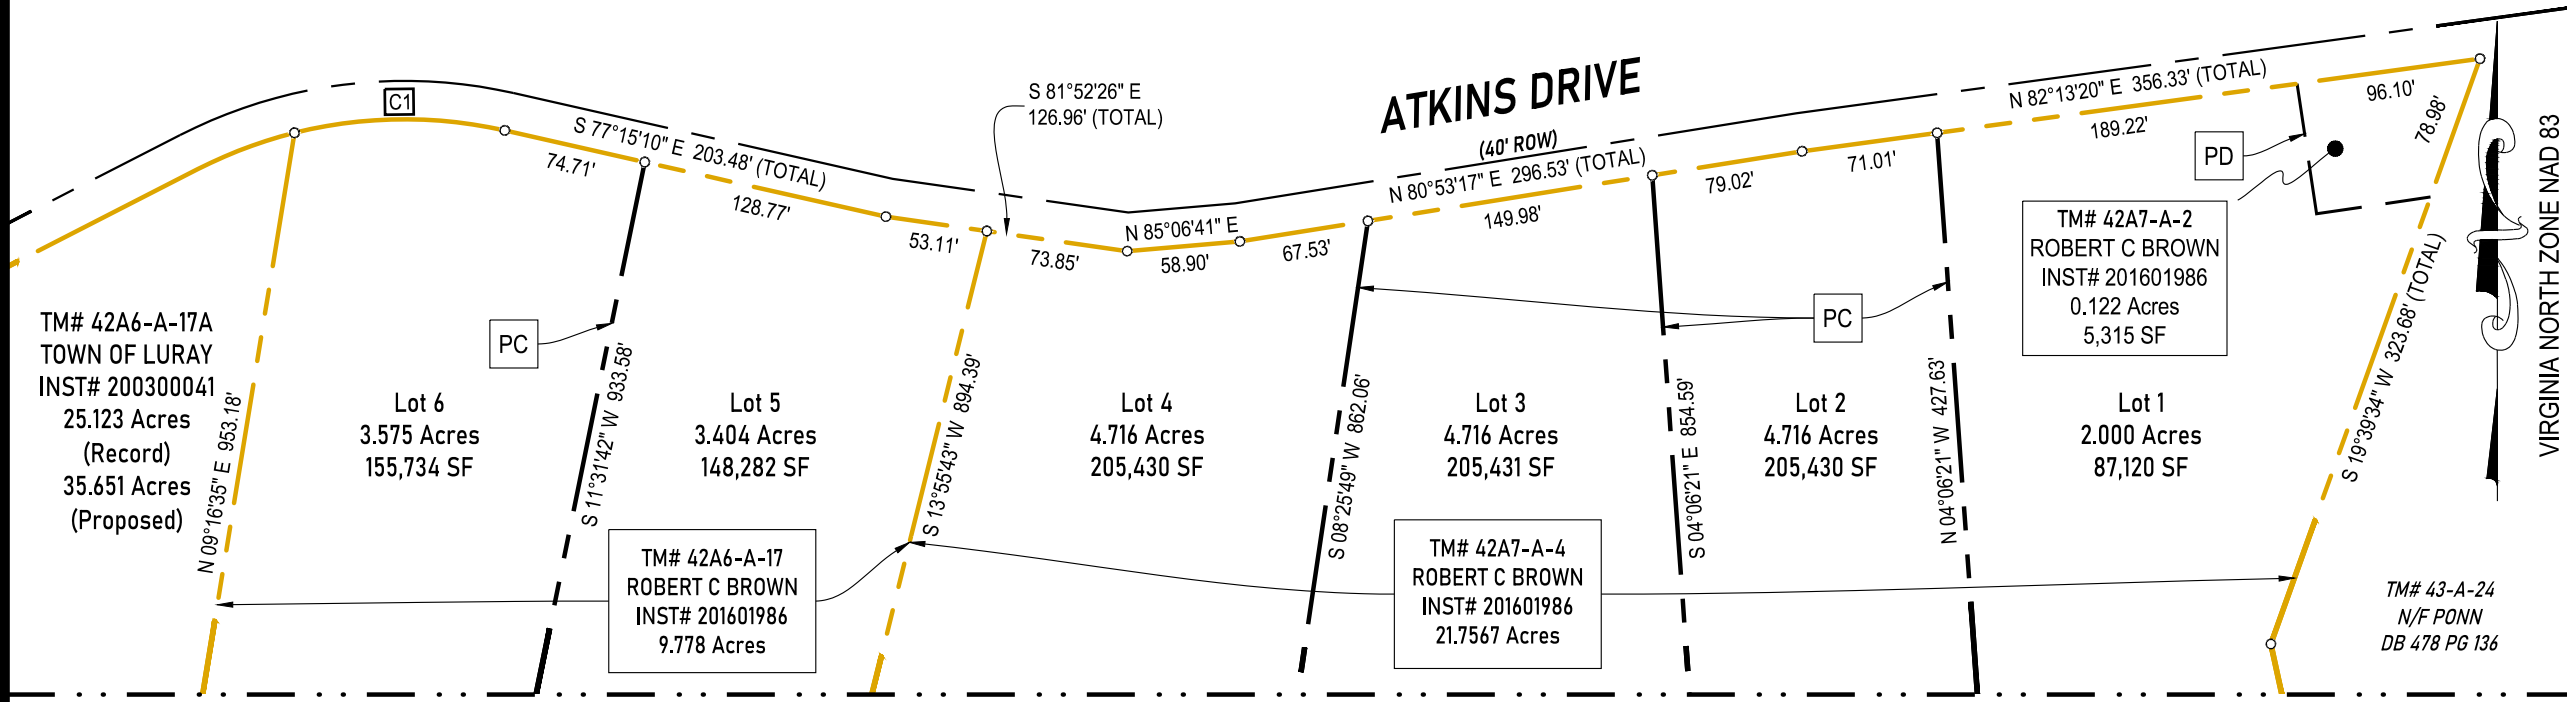 C1
S 77°15'10" E 203.48' (TOTAL)
74.71'
128.77'
S 81°52'26" E
126.96' (TOTAL)
53.11'
73.85'
N 85°06'41" E
58.90'
67.53'
ATKINS DRIVE
(40' ROW)
N 80°53'17" E 296.53' (TOTAL)
149.98'
79.02'
71.01'
N 82°13'20" E 356.33' (TOTAL)
189.22'
96.10'
78.98'
PD
VIRGINIA NORTH ZONE NAD 83
TM# 42A7-A-2
ROBERT C BROWN
INST# 201601986
0.122 Acres
5,315 SF
TM# 42A6-A-17A
TOWN OF LURAY
INST# 200300041
25.123 Acres
(Record)
35.651 Acres
(Proposed)
N 09°16'35" E 953.18'
Lot 6
3.575 Acres
155,734 SF
PC
S 11°31'42" W 933.58'
Lot 5
3.404 Acres
148,282 SF
S 13°55'43" W 894.39'
Lot 4
4.716 Acres
205,430 SF
S 08°25'49" W 862.06'
Lot 3
4.716 Acres
205,431 SF
PC
S 04°06'21" E 854.59'
Lot 2
4.716 Acres
205,430 SF
N 04°06'21" W 427.63'
Lot 1
2.000 Acres
87,120 SF
S 19°39'34" W 323.68' (TOTAL)
TM# 42A6-A-17
ROBERT C BROWN
INST# 201601986
9.778 Acres
TM# 42A7-A-4
ROBERT C BROWN
INST# 201601986
21.7567 Acres
TM# 43-A-24
N/F PONN
DB 478 PG 136